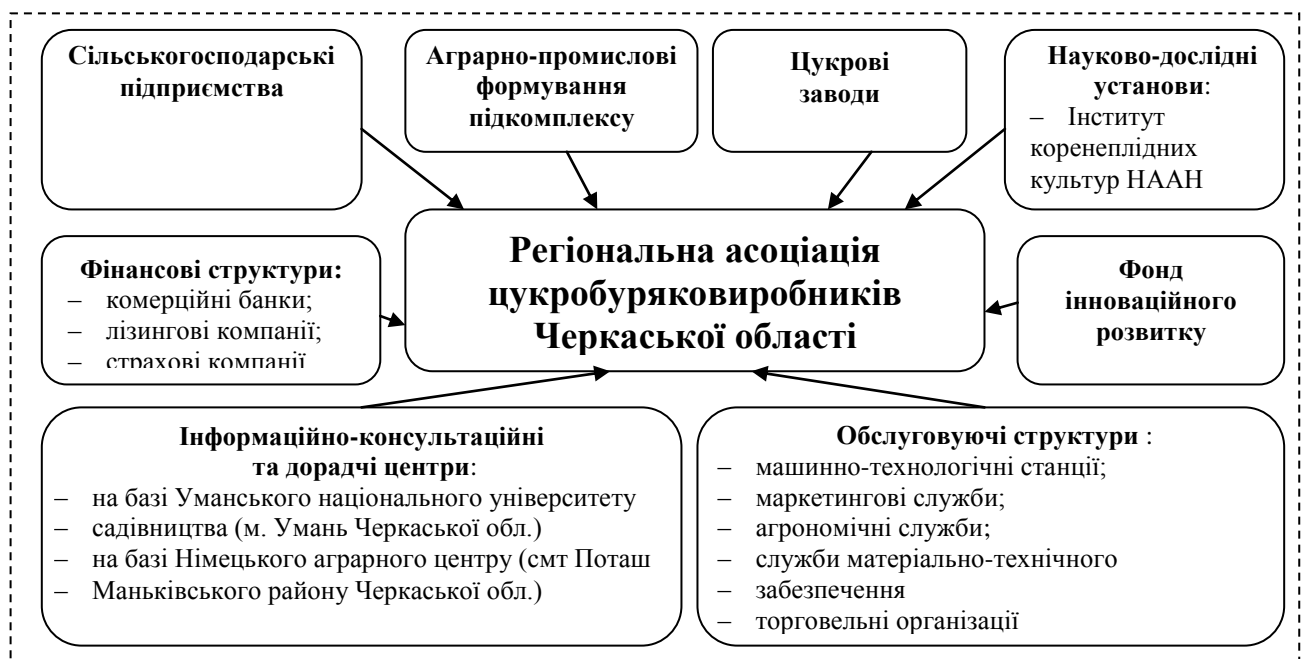 Сільськогосподарські
підприємства
Аграрно-промислові
формування
підкомплексу
Цукрові
заводи
Науково-дослідні
установи:
– Інститут
коренеплідних
культур НААН
Фінансові структури:
– комерційні банки;
– лізингові компанії;
– страхові компанії
Регіональна асоціація
цукробуряковиробників
Черкаської області
Фонд
інноваційного
розвитку
Інформаційно-консультаційні
та дорадчі центри:
– на базі Уманського національного університету
– садівництва (м. Умань Черкаської обл.)
– на базі Німецького аграрного центру (смт Поташ
– Маньківського району Черкаської обл.)
Обслуговуючі структури :
– машинно-технологічні станції;
– маркетингові служби;
– агрономічні служби;
– служби матеріально-технічного
– забезпечення
– торговельні організації